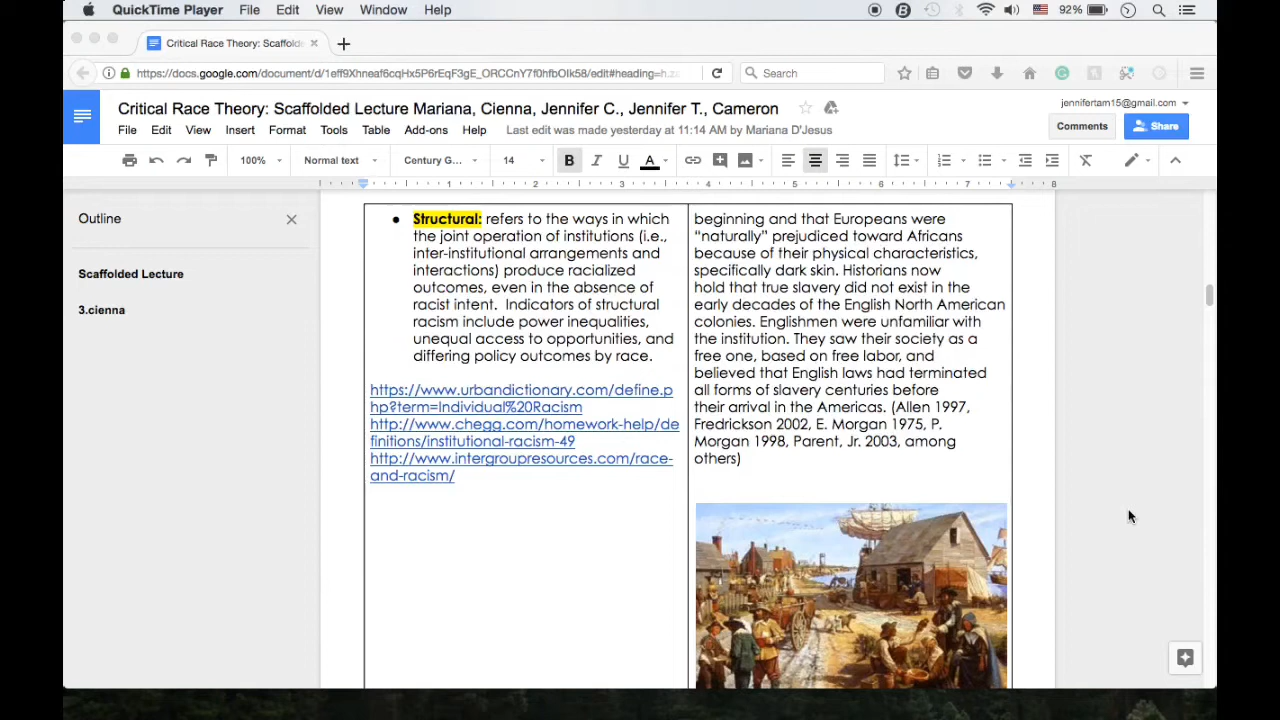 QuickTime Player File Edit View Window Help 92%
Critical Race Theory: Scaffolde
Search
Critical Race Theory: Scaffolded Lecture Mariana, Cienna, Jennifer C., Jennifer T., Cameron
jennifertam15@gmail.com
File Edit View Insert Format Tools Table Add-ons Help Last edit was made yesterday at 11:14 AM by Mariana D'Jesus
Comments Share
100% Normal text Century G... 14 B I U A
1 2 3 4 5 6 7 8
Outline
Scaffolded Lecture
3.cienna
• Structural: refers to the ways in which
the joint operation of institutions (i.e.,
inter-institutional arrangements and
interactions) produce racialized
outcomes, even in the absence of
racist intent. Indicators of structural
racism include power inequalities,
unequal access to opportunities, and
differing policy outcomes by race.
https://www.urbandictionary.com/define.p
hp?term=Individual%20Racism
http://www.chegg.com/homework-help/de
finitions/institutional-racism-49
http://www.intergroupresources.com/race-
and-racism/
beginning and that Europeans were
“naturally” prejudiced toward Africans
because of their physical characteristics,
specifically dark skin. Historians now
hold that true slavery did not exist in the
early decades of the English North American
colonies. Englishmen were unfamiliar with
the institution. They saw their society as a
free one, based on free labor, and
believed that English laws had terminated
all forms of slavery centuries before
their arrival in the Americas. (Allen 1997,
Fredrickson 2002, E. Morgan 1975, P.
Morgan 1998, Parent, Jr. 2003, among
others)